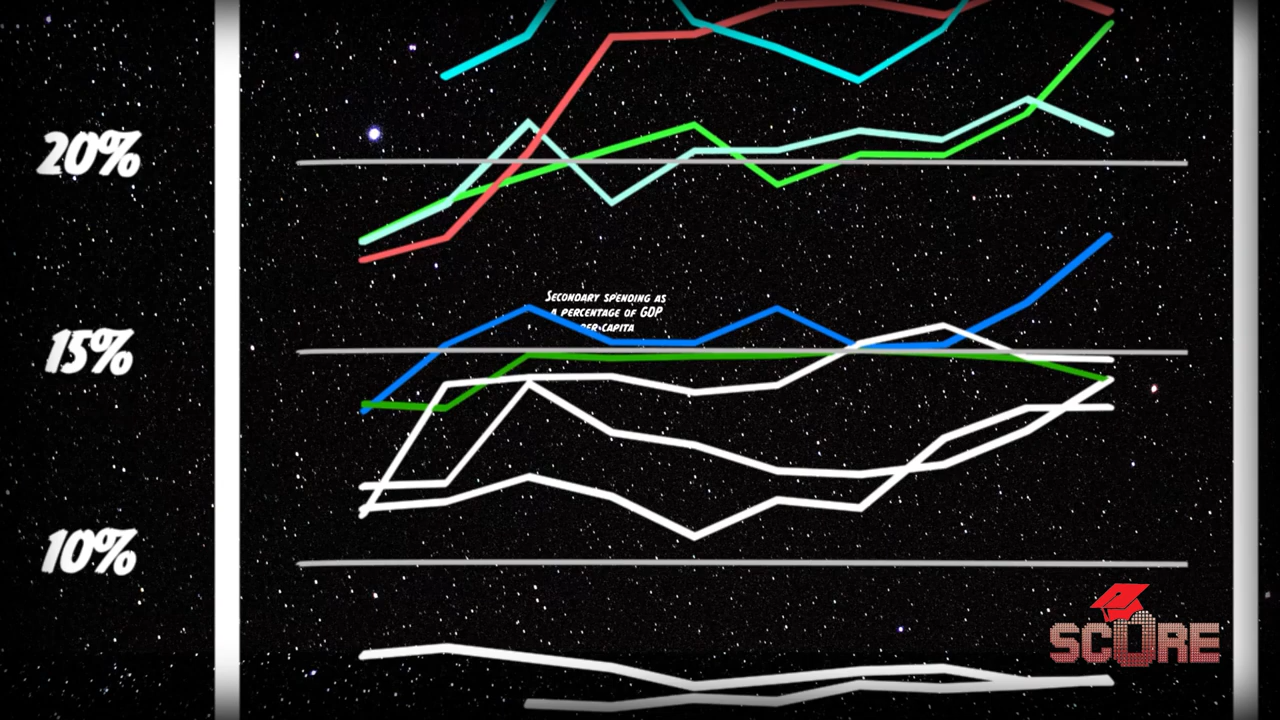 20%
SECONDARY SPENDING AS
A PERCENTAGE OF GDP
PER CAPITA
15%
10%
SCORE